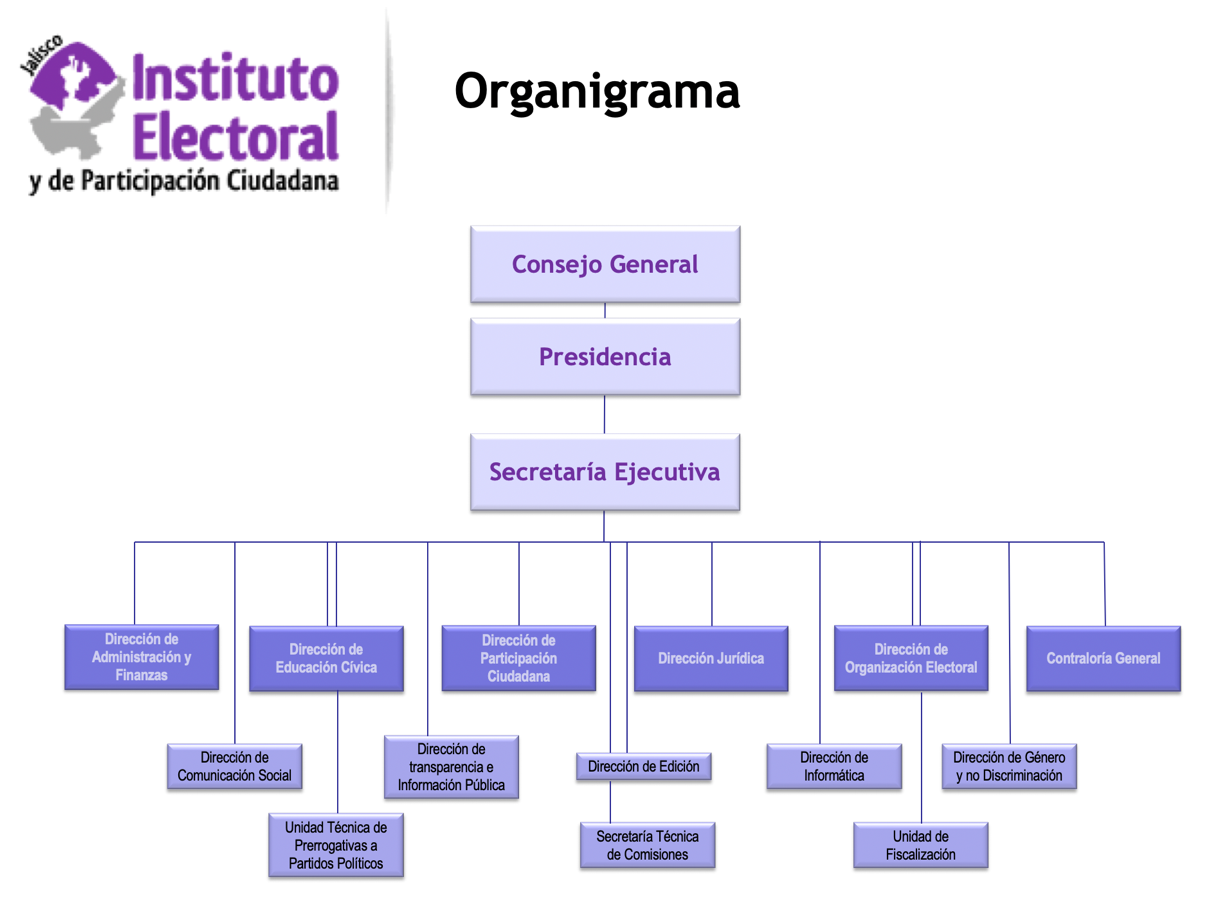 Jalisco
Instituto
Electoral
y de Participación Ciudadana
Organigrama
Consejo General
Presidencia
Secretaría Ejecutiva
Dirección de
Administración y
Finanzas
Dirección de
Educación Cívica
Dirección de
Participación
Ciudadana
Dirección Jurídica
Dirección de
Organización Electoral
Contraloría General
Dirección de
Comunicación Social
Dirección de
transparencia e
Información Pública
Dirección de Edición
Dirección de
Informática
Dirección de Género
y no Discriminación
Unidad Técnica de
Prerrogativas a
Partidos Políticos
Secretaría Técnica
de Comisiones
Unidad de
Fiscalización